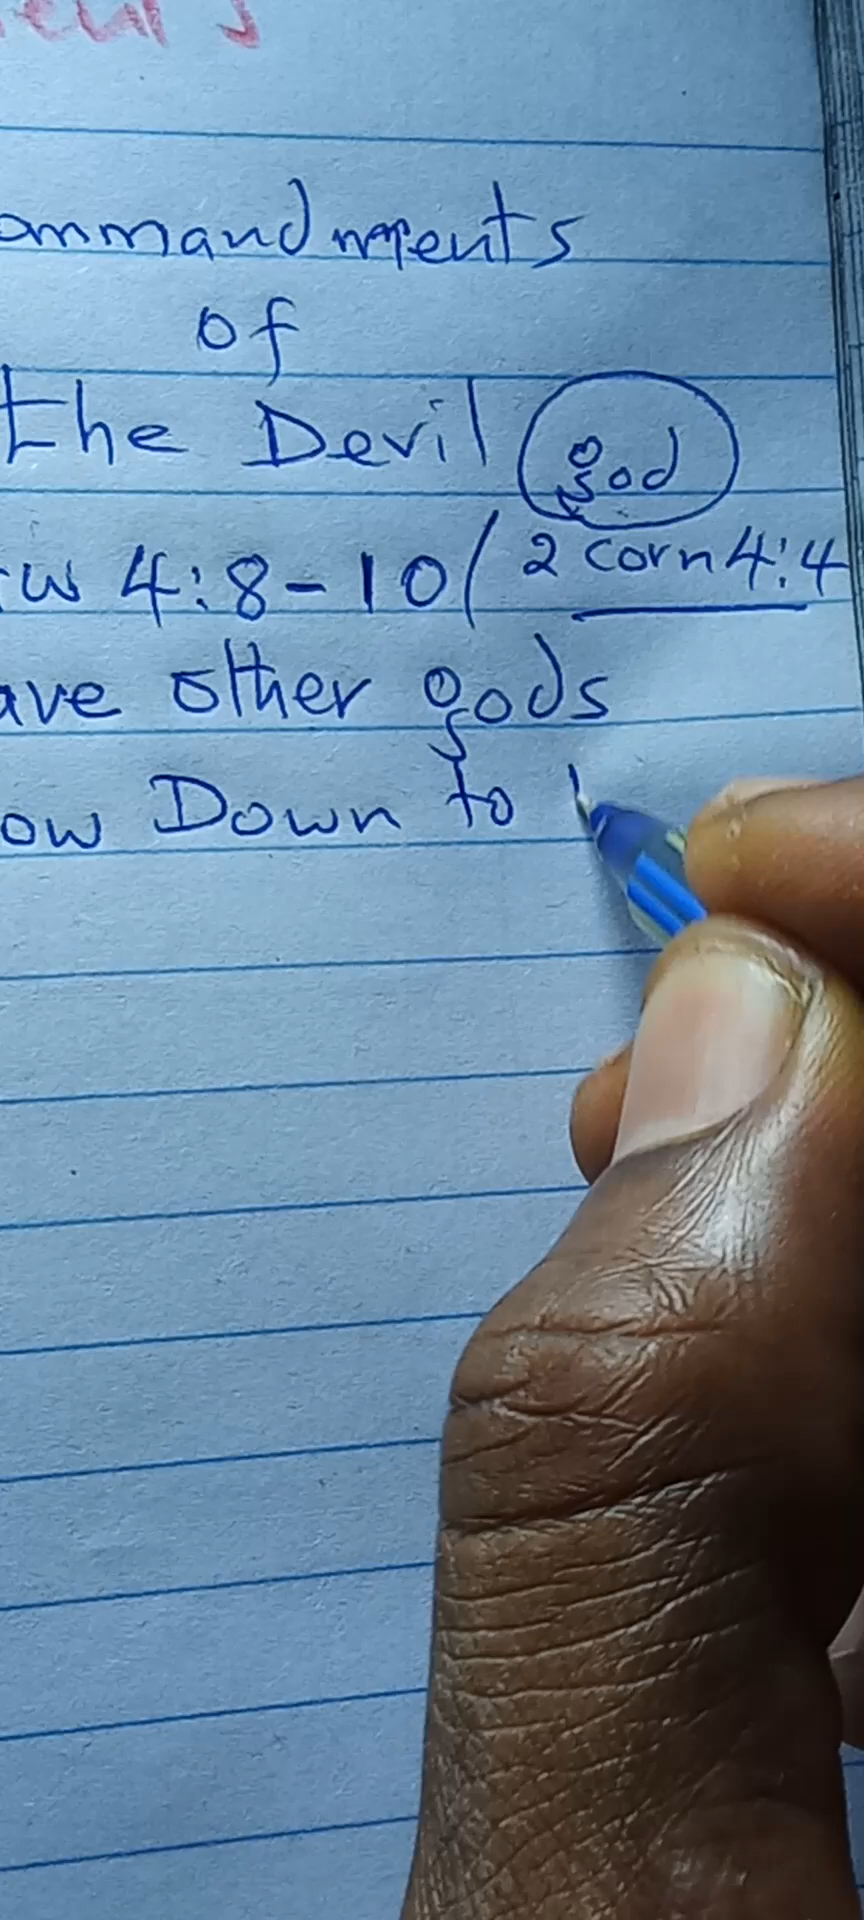 ommandments
of
the Devil god
w 4:8-10 ( 2 corn 4:4
ave other gods
ow Down to